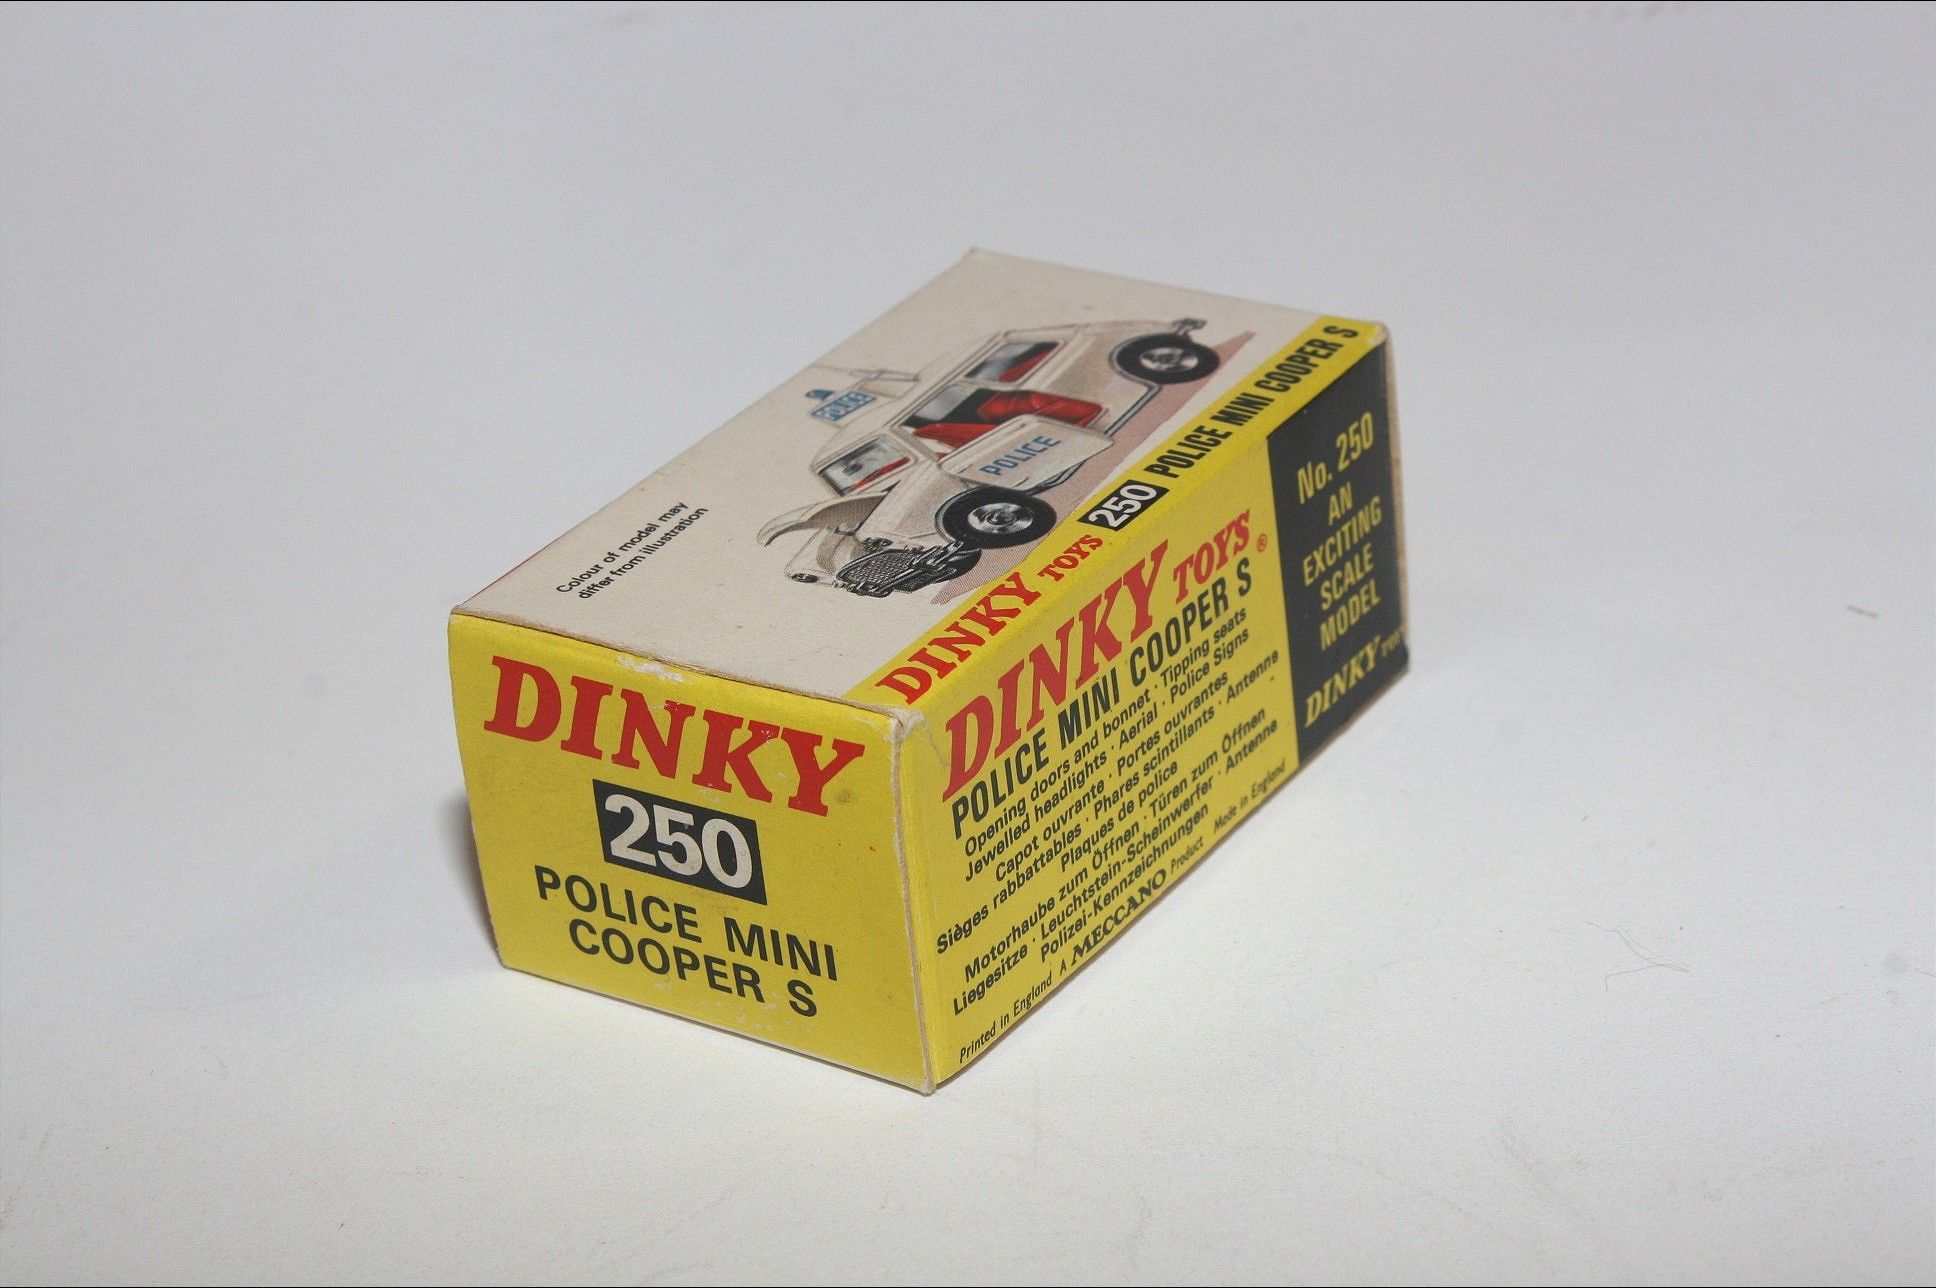 Colour of model may
differ from illustration
POLICE
POLICE
DINKY TOYS 250 POLICE MINI COOPER S
DINKY
250
POLICE MINI
COOPER S
DINKY TOYS®
POLICE MINI COOPER S
Opening doors and bonnet · Tipping seats
Jewelled headlights · Aerial · Police Signs
Capot ouvrante · Portes ouvrantes
Sièges rabbattables · Phares scintillants · Antenne
Plaques de police
Motorhaube zum Öffnen · Türen zum Öffnen
Liegesitze · Leuchtstein-Scheinwerfer · Antenne
Polizei-Kennzeichnungen
Printed in England A MECCANO Product Made in England
No. 250
AN
EXCITING
SCALE
MODEL
DINKY TOYS